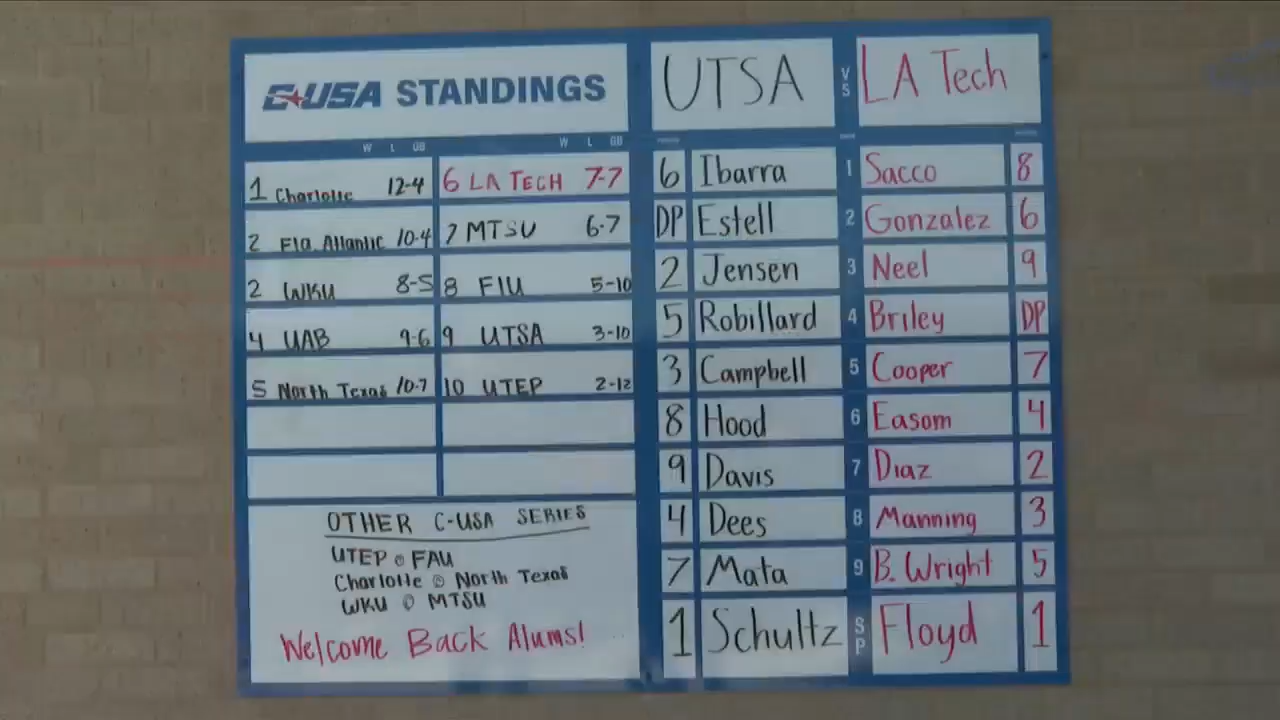 C-USA STANDINGS
W L GB W L GB
1 Charlotte 12-4
2 Fla. Atlantic 10-4
2 WKU 8-5
4 UAB 9-6
5 North Texas 10-7
6 LA TECH 7-7
7 MTSU 6-7
8 FIU 5-10
9 UTSA 3-10
10 UTEP 2-12
OTHER C-USA SERIES
UTEP @ FAU
Charlotte @ North Texas
WKU @ MTSU
Welcome Back Alums!
UTSA VS LA Tech
6 Ibarra 1 Sacco 8
DP Estell 2 Gonzalez 6
2 Jensen 3 Neel 9
5 Robillard 4 Briley DP
3 Campbell 5 Cooper 7
8 Hood 6 Easom 4
9 Davis 7 Diaz 2
4 Dees 8 Manning 3
7 Mata 9 B. Wright 5
1 Schultz SP Floyd 1